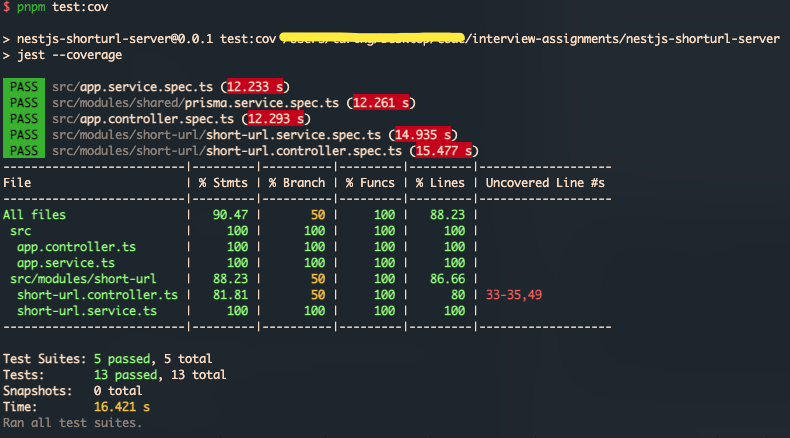 $ pnpm test:cov
> nestjs-shorturl-server@0.0.1 test:cov /interview-assignments/nestjs-shorturl-server
> jest --coverage
PASS src/app.service.spec.ts (12.233 s)
PASS src/modules/shared/prisma.service.spec.ts (12.261 s)
PASS src/app.controller.spec.ts (12.293 s)
PASS src/modules/short-url/short-url.service.spec.ts (14.935 s)
PASS src/modules/short-url/short-url.controller.spec.ts (15.477 s)
---------------------------|---------|----------|---------|---------|-------------------
File | % Stmts | % Branch | % Funcs | % Lines | Uncovered Line #s
---------------------------|---------|----------|---------|---------|-------------------
All files | 90.47 | 50 | 100 | 88.23 |
src | 100 | 100 | 100 | 100 |
app.controller.ts | 100 | 100 | 100 | 100 |
app.service.ts | 100 | 100 | 100 | 100 |
src/modules/short-url | 88.23 | 50 | 100 | 86.66 |
short-url.controller.ts | 81.81 | 50 | 100 | 80 | 33-35,49
short-url.service.ts | 100 | 100 | 100 | 100 |
---------------------------|---------|----------|---------|---------|-------------------
Test Suites: 5 passed, 5 total
Tests: 13 passed, 13 total
Snapshots: 0 total
Time: 16.421 s
Ran all test suites.